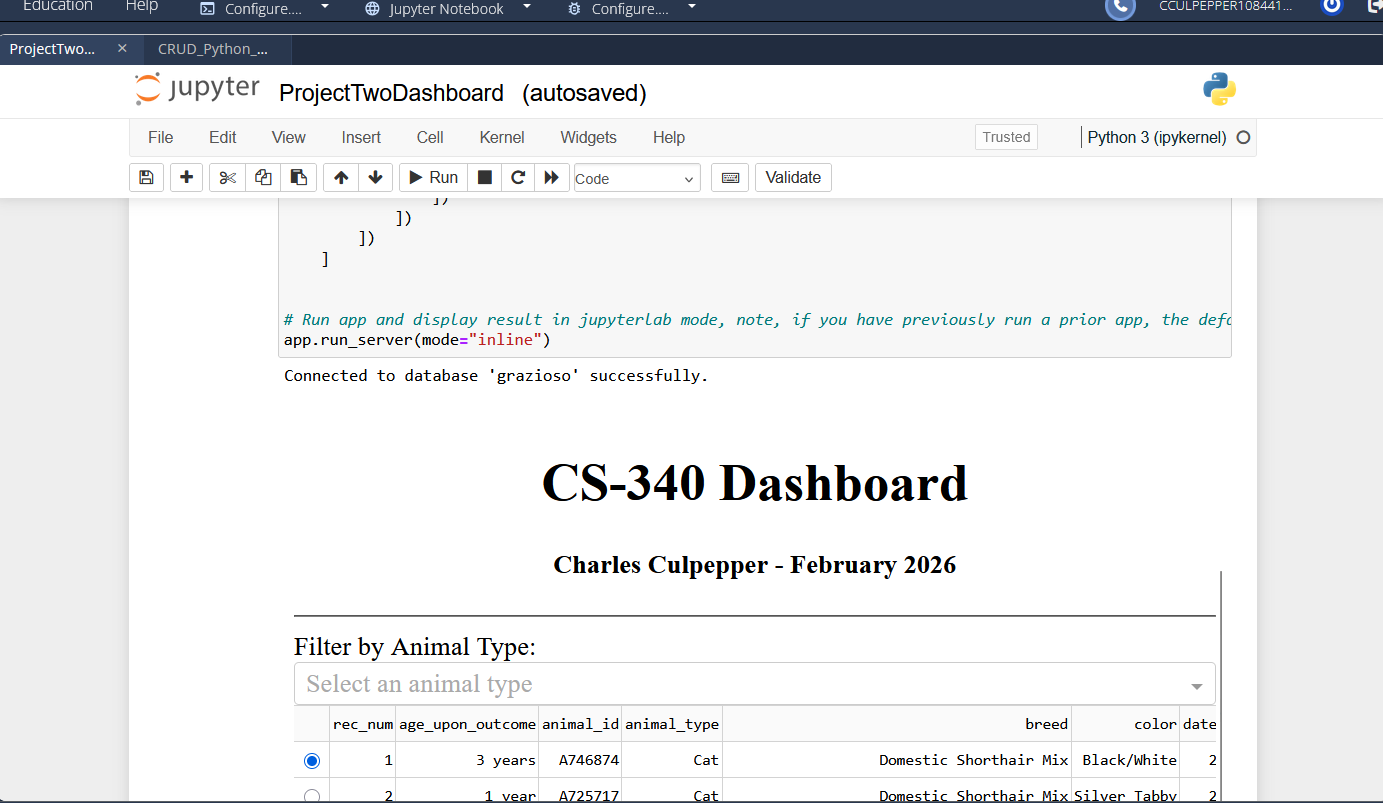 Education Help Configure.... Jupyter Notebook Configure.... CCULPEPPER108441...
ProjectTwo... × CRUD_Python_...
jupyter ProjectTwoDashboard (autosaved)
File Edit View Insert Cell Kernel Widgets Help Trusted Python 3 (ipykernel)
Run Code Validate
])
])
])
]
# Run app and display result in jupyterlab mode, note, if you have previously run a prior app, the defa
app.run_server(mode="inline")
Connected to database 'grazioso' successfully.
CS-340 Dashboard
Charles Culpepper - February 2026
Filter by Animal Type:
Select an animal type
rec_num age_upon_outcome animal_id animal_type breed color date
1 3 years A746874 Cat Domestic Shorthair Mix Black/White 2
2 1 year A725717 Cat Domestic Shorthair Mix Silver Tabby 2